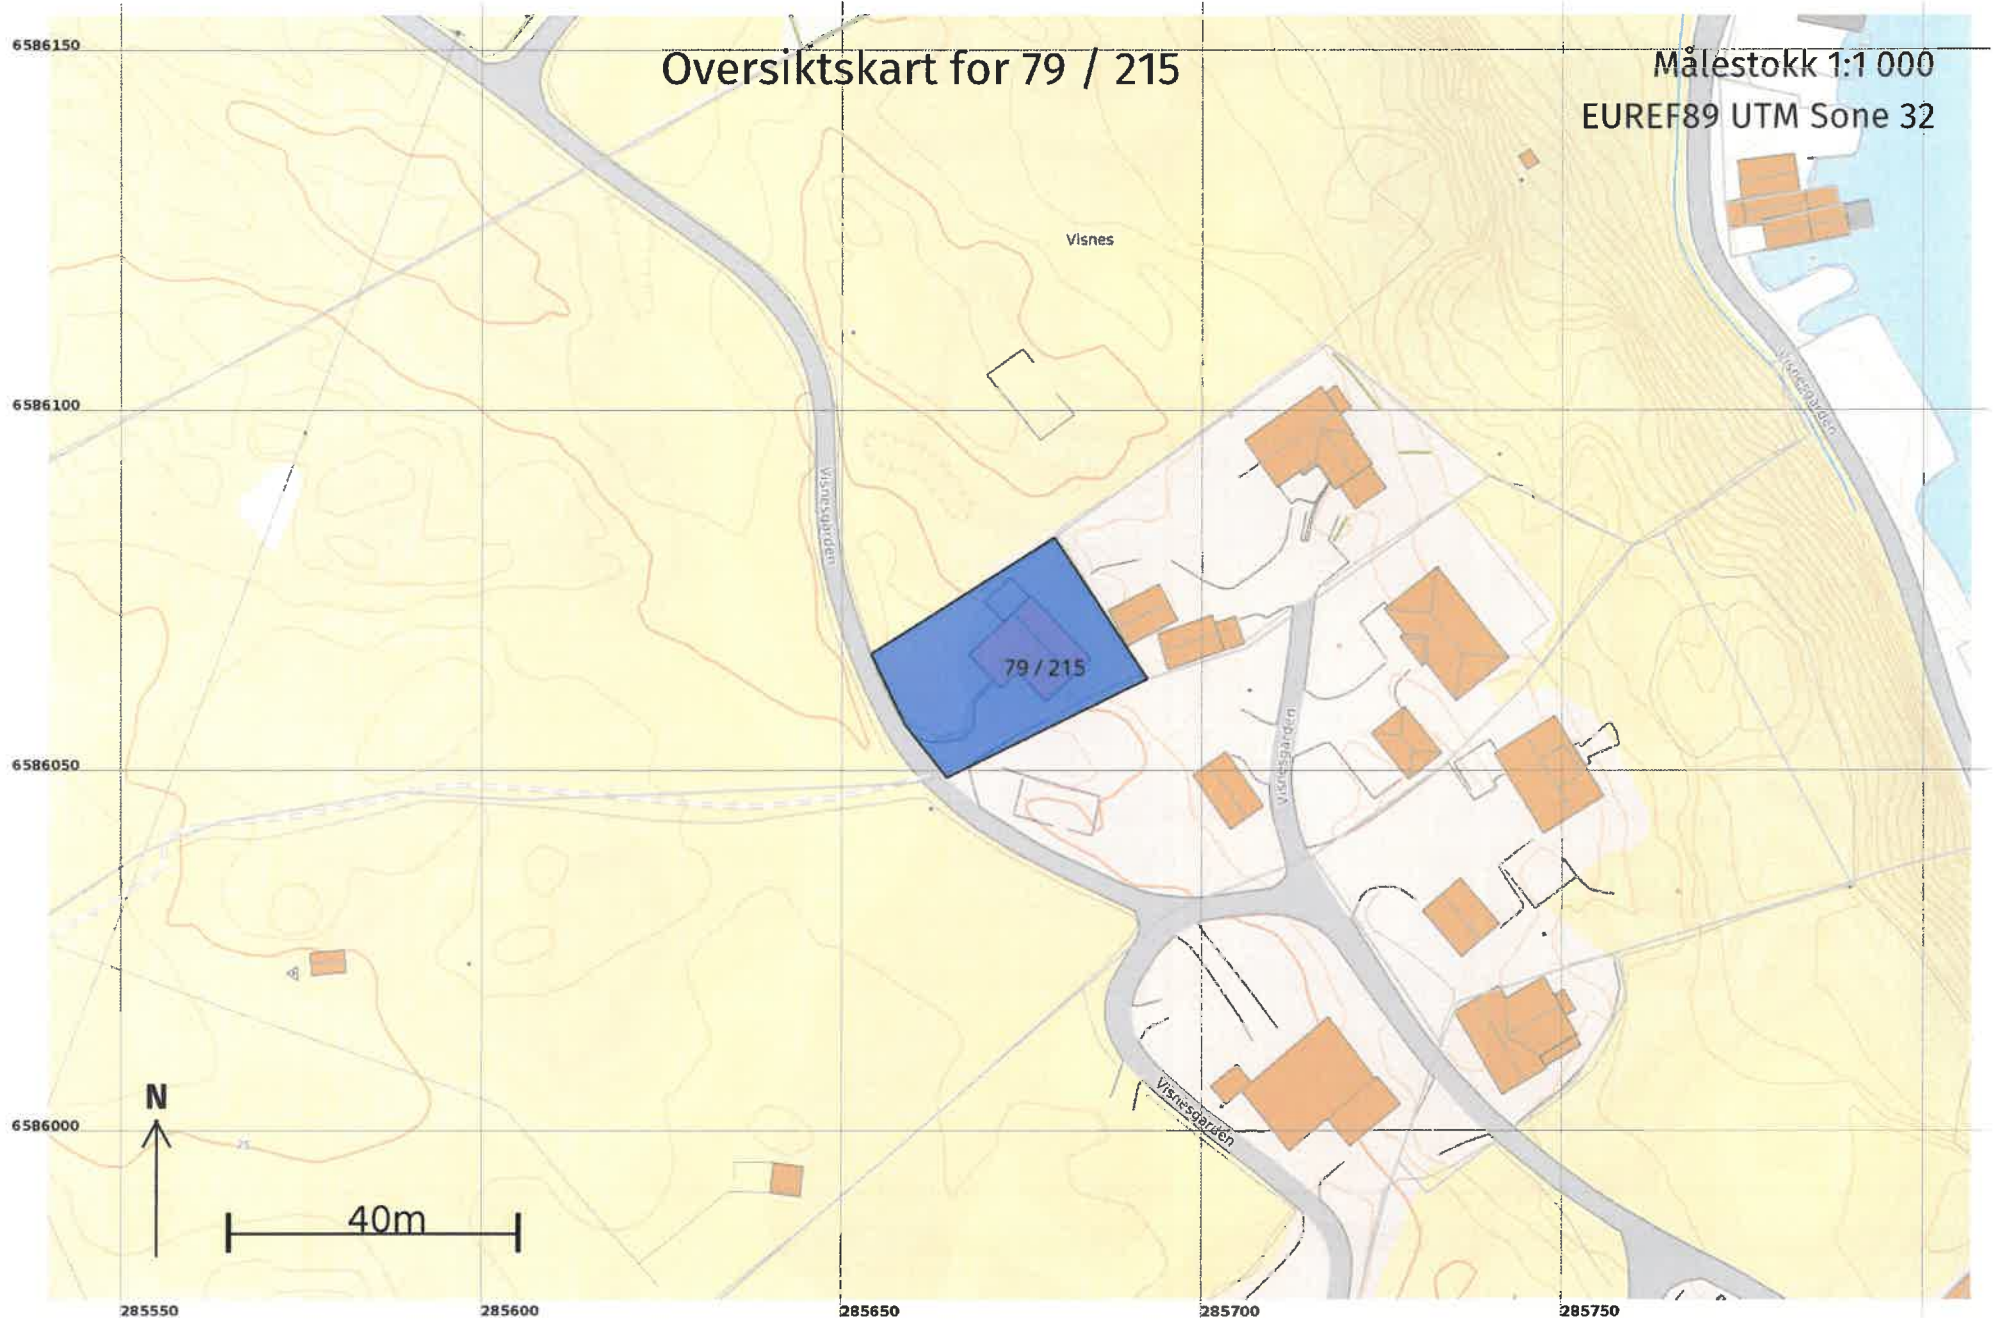 6586150
Oversiktskart for 79 / 215
Målestokk 1:1 000
EUREF89 UTM Sone 32
Visnes
Visnesgarden
6586100
Visnesgarden
79 / 215
Visnesgarden
6586050
N
Visnesgarden
6586000
25
40m
285550
285600
285650
285700
285750